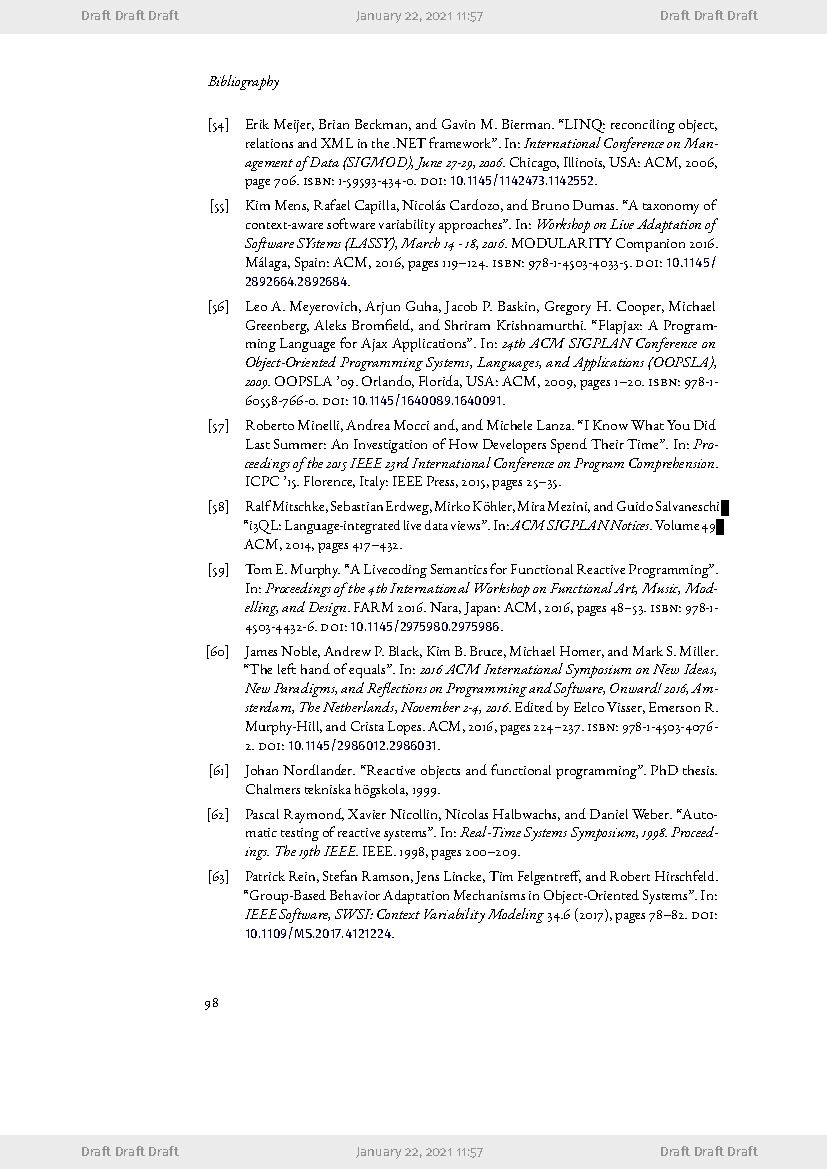 Draft Draft Draft January 22, 2021 11:57 Draft Draft Draft
Bibliography
[54] Erik Meijer, Brian Beckman, and Gavin M. Bierman. “LINQ: reconciling object,
relations and XML in the .NET framework”. In: International Conference on Man-
agement of Data (SIGMOD), June 27-29, 2006. Chicago, Illinois, USA: ACM, 2006,
page 706. ISBN: 1-59593-434-0. DOI: 10.1145/1142473.1142552.
[55] Kim Mens, Rafael Capilla, Nicolás Cardozo, and Bruno Dumas. “A taxonomy of
context-aware software variability approaches”. In: Workshop on Live Adaptation of
Software SYstems (LASSY), March 14 - 18, 2016. MODULARITY Companion 2016.
Málaga, Spain: ACM, 2016, pages 119–124. ISBN: 978-1-4503-4033-5. DOI: 10.1145/
2892664.2892684.
[56] Leo A. Meyerovich, Arjun Guha, Jacob P. Baskin, Gregory H. Cooper, Michael
Greenberg, Aleks Bromfield, and Shriram Krishnamurthi. “Flapjax: A Program-
ming Language for Ajax Applications”. In: 24th ACM SIGPLAN Conference on
Object-Oriented Programming Systems, Languages, and Applications (OOPSLA),
2009. OOPSLA ’09. Orlando, Florida, USA: ACM, 2009, pages 1–20. ISBN: 978-1-
60558-766-0. DOI: 10.1145/1640089.1640091.
[57] Roberto Minelli, Andrea Mocci and, and Michele Lanza. “I Know What You Did
Last Summer: An Investigation of How Developers Spend Their Time”. In: Pro-
ceedings of the 2015 IEEE 23rd International Conference on Program Comprehension.
ICPC ’15. Florence, Italy: IEEE Press, 2015, pages 25–35.
[58] Ralf Mitschke, Sebastian Erdweg, Mirko Köhler, Mira Mezini, and Guido Salvaneschi
“i3QL: Language-integrated live data views”. In: ACM SIGPLAN Notices. Volume 49
ACM, 2014, pages 417–432.
[59] Tom E. Murphy. “A Livecoding Semantics for Functional Reactive Programming”.
In: Proceedings of the 4th International Workshop on Functional Art, Music, Mod-
elling, and Design. FARM 2016. Nara, Japan: ACM, 2016, pages 48–53. ISBN: 978-1-
4503-4432-6. DOI: 10.1145/2975980.2975986.
[60] James Noble, Andrew P. Black, Kim B. Bruce, Michael Homer, and Mark S. Miller.
“The left hand of equals”. In: 2016 ACM International Symposium on New Ideas,
New Paradigms, and Reflections on Programming and Software, Onward! 2016, Am-
sterdam, The Netherlands, November 2-4, 2016. Edited by Eelco Visser, Emerson R.
Murphy-Hill, and Crista Lopes. ACM, 2016, pages 224–237. ISBN: 978-1-4503-4076-
2. DOI: 10.1145/2986012.2986031.
[61] Johan Nordlander. “Reactive objects and functional programming”. PhD thesis.
Chalmers tekniska högskola, 1999.
[62] Pascal Raymond, Xavier Nicollin, Nicolas Halbwachs, and Daniel Weber. “Auto-
matic testing of reactive systems”. In: Real-Time Systems Symposium, 1998. Proceed-
ings. The 19th IEEE. IEEE. 1998, pages 200–209.
[63] Patrick Rein, Stefan Ramson, Jens Lincke, Tim Felgentreff, and Robert Hirschfeld.
“Group-Based Behavior Adaptation Mechanisms in Object-Oriented Systems”. In:
IEEE Software, SWSI: Context Variability Modeling 34.6 (2017), pages 78–82. DOI:
10.1109/MS.2017.4121224.
98
Draft Draft Draft January 22, 2021 11:57 Draft Draft Draft